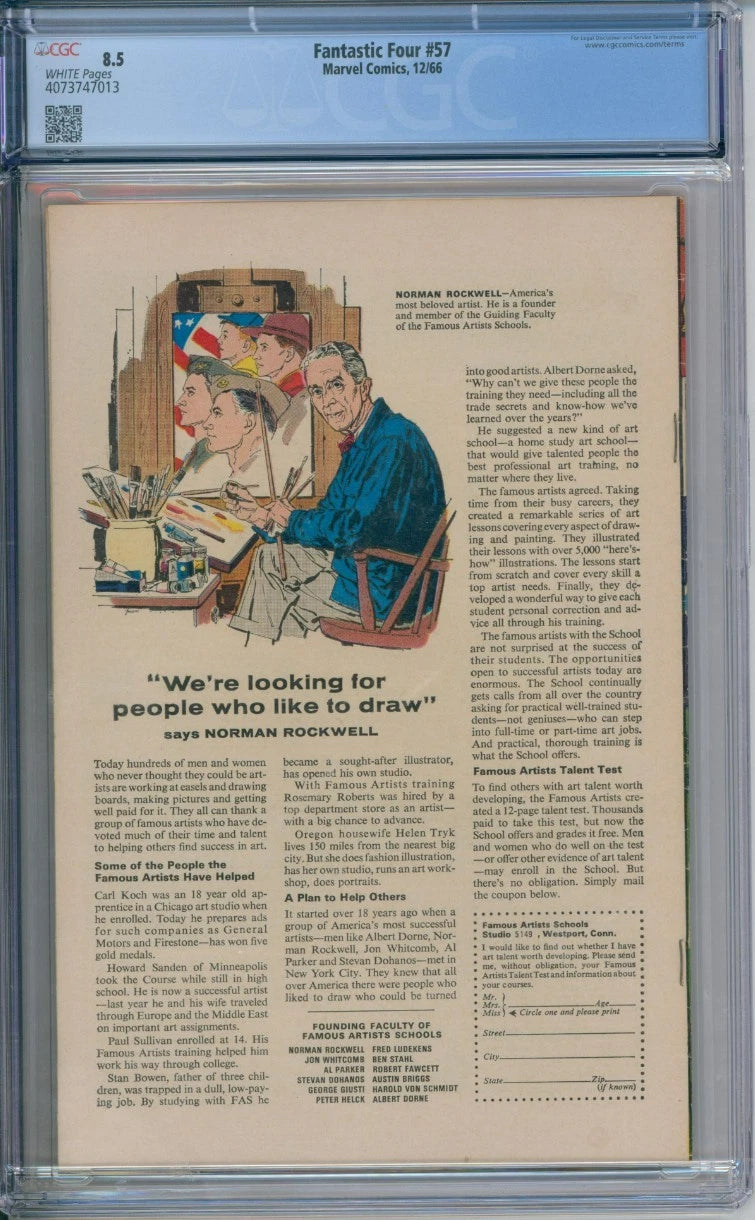 CGC
8.5
WHITE Pages
4073747013
Fantastic Four #57
Marvel Comics, 12/66
For Legal Disclaimer and Service Terms please visit:
www.cgccomics.com/terms
CGC
NORMAN ROCKWELL—America's
most beloved artist. He is a founder
and member of the Guiding Faculty
of the Famous Artists Schools.
"We're looking for
people who like to draw"
says NORMAN ROCKWELL
Today hundreds of men and women
who never thought they could be art-
ists are working at easels and drawing
boards, making pictures and getting
well paid for it. They all can thank a
group of famous artists who have de-
voted much of their time and talent
to helping others find success in art.
Some of the People the
Famous Artists Have Helped
Carl Koch was an 18 year old ap-
prentice in a Chicago art studio when
he enrolled. Today he prepares ads
for such companies as General
Motors and Firestone—has won five
gold medals.
Howard Sanden of Minneapolis
took the Course while still in high
school. He is now a successful artist
—last year he and his wife traveled
through Europe and the Middle East
on important art assignments.
Paul Sullivan enrolled at 14. His
Famous Artists training helped him
work his way through college.
Stan Bowen, father of three chil-
dren, was trapped in a dull, low-pay-
ing job. By studying with FAS he
became a sought-after illustrator,
has opened his own studio.
With Famous Artists training
Rosemary Roberts was hired by a
top department store as an artist—
with a big chance to advance.
Oregon housewife Helen Tryk
lives 150 miles from the nearest big
city. But she does fashion illustration,
has her own studio, runs an art work-
shop, does portraits.
A Plan to Help Others
It started over 18 years ago when a
group of America's most successful
artists—men like Albert Dorne, Nor-
man Rockwell, Jon Whitcomb, Al
Parker and Stevan Dohanos—met in
New York City. They knew that all
over America there were people who
liked to draw who could be turned
FOUNDING FACULTY OF
FAMOUS ARTISTS SCHOOLS
NORMAN ROCKWELL FRED LUDEKENS
JON WHITCOMB BEN STAHL
AL PARKER ROBERT FAWCETT
STEVAN DOHANOS AUSTIN BRIGGS
GEORGE GIUSTI HAROLD VON SCHMIDT
PETER HELCK ALBERT DORNE
into good artists. Albert Dorne asked,
"Why can't we give these people the
training they need—including all the
trade secrets and know-how we've
learned over the years?"
He suggested a new kind of art
school—a home study art school—
that would give talented people the
best professional art training, no
matter where they live.
The famous artists agreed. Taking
time from their busy careers, they
created a remarkable series of art
lessons covering every aspect of draw-
ing and painting. They illustrated
their lessons with over 5,000 "here's-
how" illustrations. The lessons start
from scratch and cover every skill a
top artist needs. Finally, they de-
veloped a wonderful way to give each
student personal correction and ad-
vice all through his training.
The famous artists with the School
are not surprised at the success of
their students. The opportunities
open to successful artists today are
enormous. The School continually
gets calls from all over the country
asking for practical well-trained stu-
dents—not geniuses—who can step
into full-time or part-time art jobs.
And practical, thorough training is
what the School offers.
Famous Artists Talent Test
To find others with art talent worth
developing, the Famous Artists cre-
ated a 12-page talent test. Thousands
paid to take this test, but now the
School offers and grades it free. Men
and women who do well on the test
—or offer other evidence of art talent
—may enroll in the School. But
there's no obligation. Simply mail
the coupon below.
Famous Artists Schools
Studio 5149 , Westport, Conn.
I would like to find out whether I have
art talent worth developing. Please send
me, without obligation, your Famous
Artists Talent Test and information about
your courses.
Mr.
Mrs. Age
Miss Circle one and please print
Street
City
State Zip
(if known)